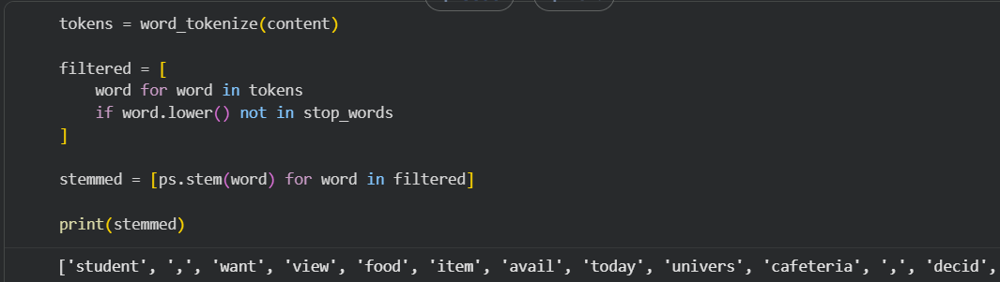 tokens = word_tokenize(content)
filtered = [
word for word in tokens
if word.lower() not in stop_words
]
stemmed = [ps.stem(word) for word in filtered]
print(stemmed)
['student', ',', 'want', 'view', 'food', 'item', 'avail', 'today', 'univers', 'cafeteria', ',', 'decid',